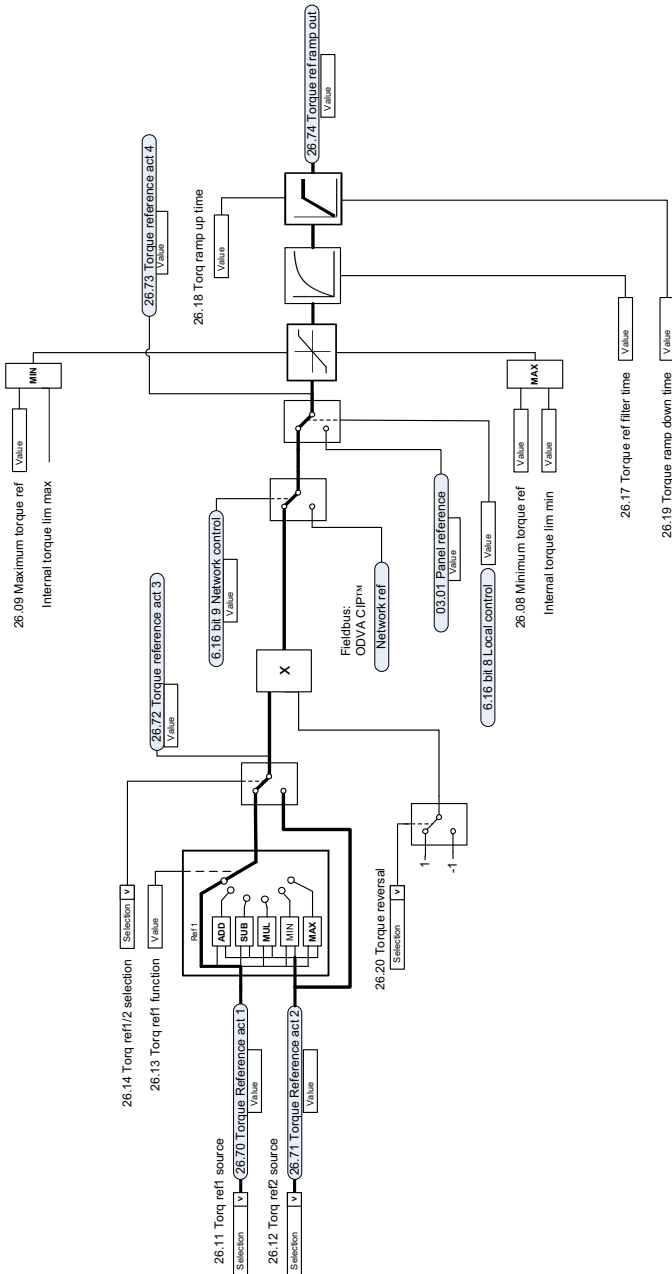 26.11 Torq ref1 source
Selection v
26.70 Torque Reference act 1
Value
26.12 Torq ref2 source
Selection v
26.71 Torque Reference act 2
Value
26.14 Torq ref1/2 selection
Selection v
26.13 Torq ref1 function
Value
Ref 1
ADD
SUB
MUL
MIN
MAX
26.72 Torque reference act 3
Value
26.20 Torque reversal
Selection v
1
-1
X
6.16 bit 9 Network control
Value
Fieldbus:
ODVA CIP™
Network ref
03.01 Panel reference
Value
6.16 bit 8 Local control
Value
26.73 Torque reference act 4
Value
26.09 Maximum torque ref
Value
Internal torque lim max
MIN
26.08 Minimum torque ref
Value
Internal torque lim min
Value
MAX
26.18 Torq ramp up time
Value
26.17 Torque ref filter time
Value
26.19 Torque ramp down time
Value
26.74 Torque ref ramp out
Value